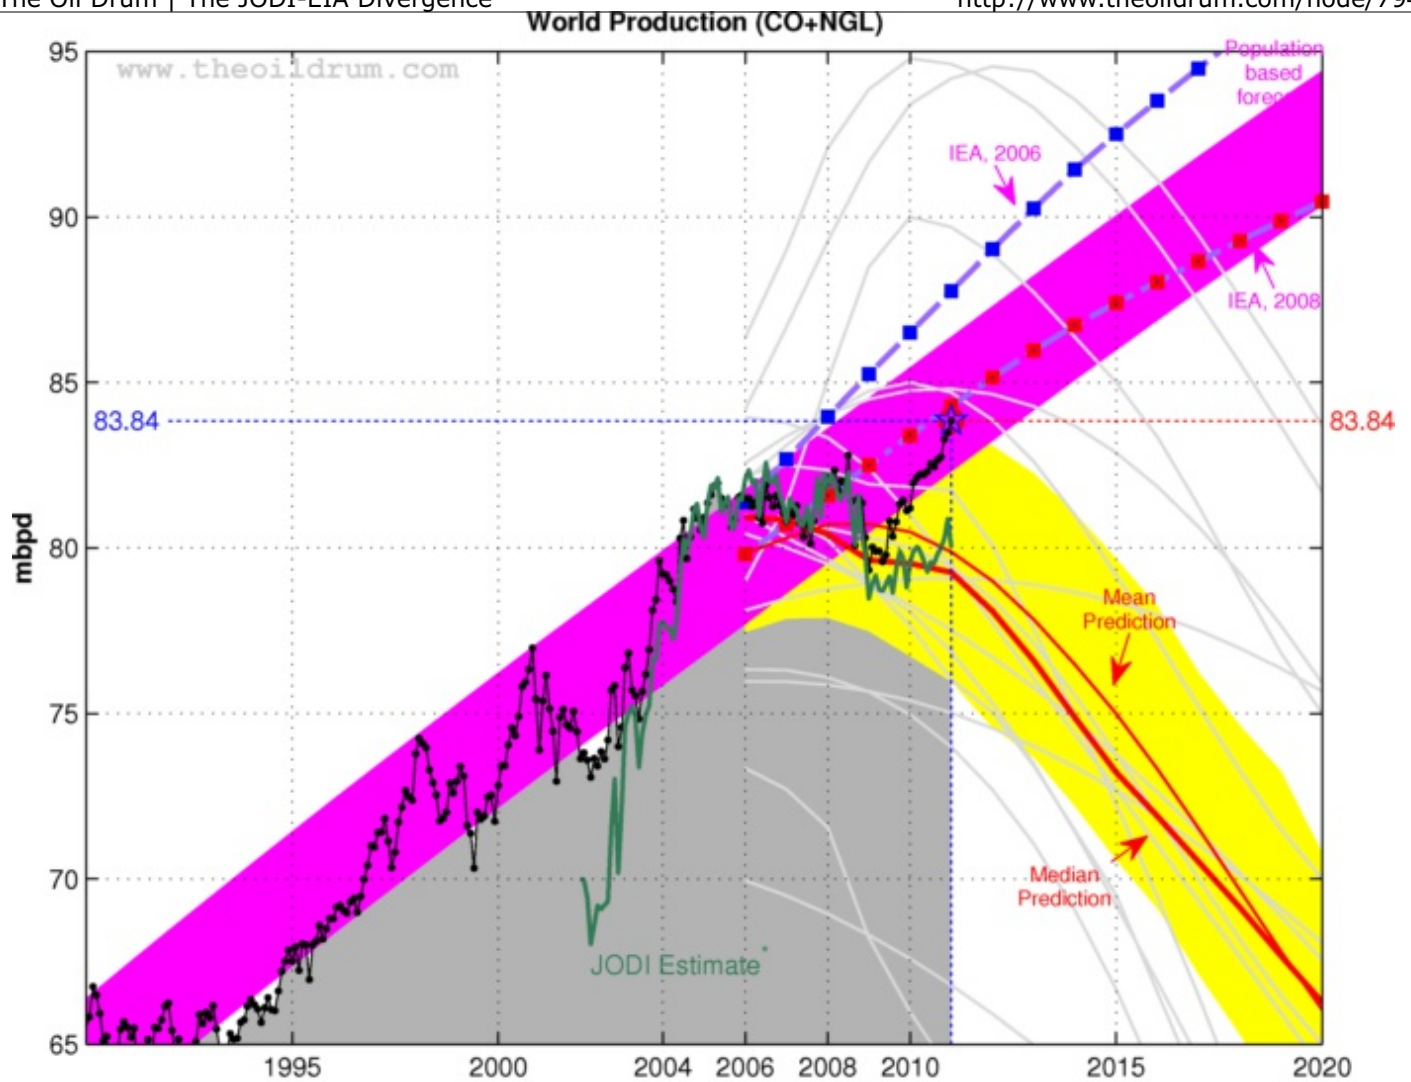 The Oil Drum | The JODI-EIA Divergence
http://www.theoildrum.com/node/794
World Production (CO+NGL)
www.theoildrum.com
Population
based
IEA, 2006
IEA, 2008
83.84
83.84
Mean
Prediction
Median
Prediction
JODI Estimate*
mbpd
95
90
85
80
75
70
65
1995
2000
2004
2006
2008
2010
2015
2020